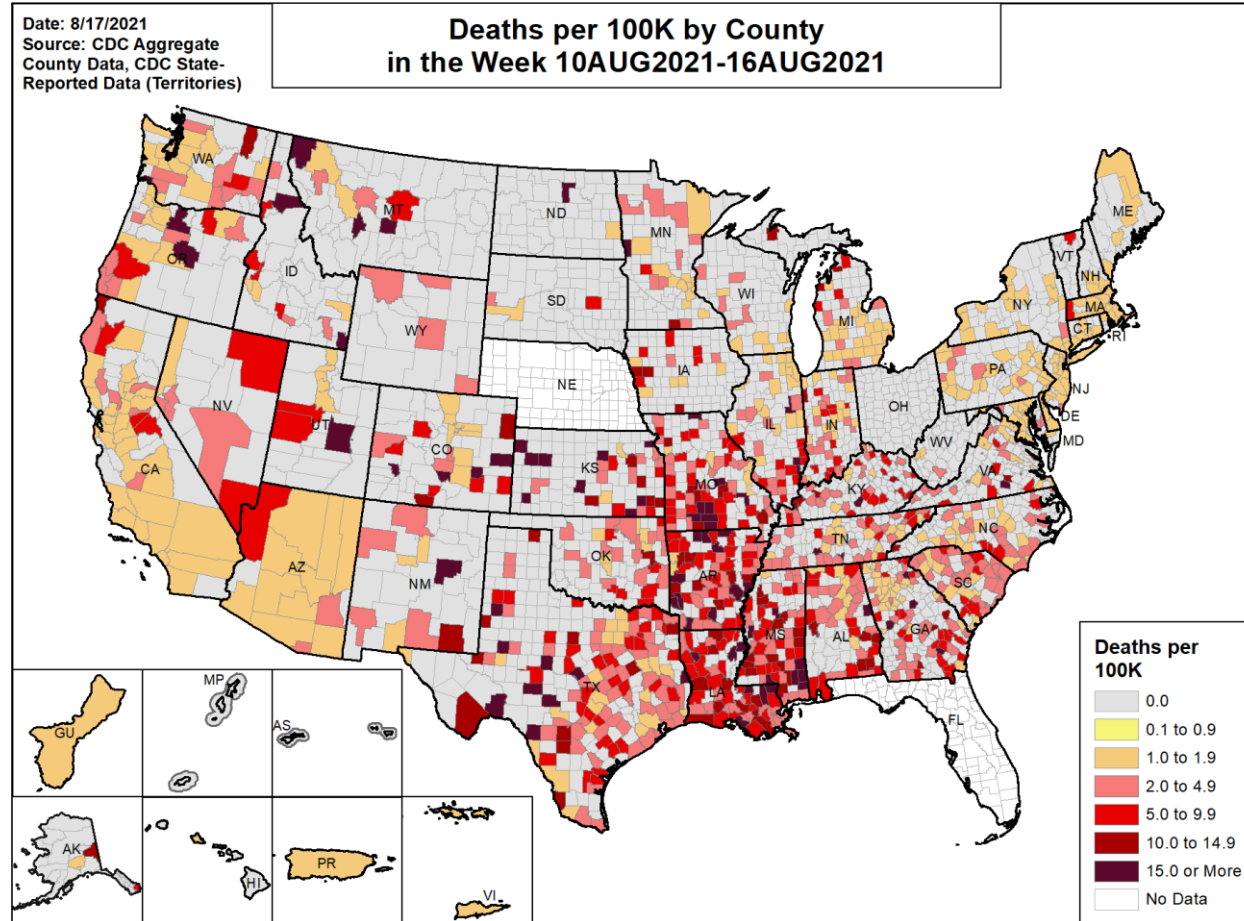 Date: 8/17/2021
Source: CDC Aggregate
County Data, CDC State-
Reported Data (Territories)
Deaths per 100K by County
in the Week 10AUG2021-16AUG2021
WA
MT
ND
MN
ME
OR
ID
SD
WI
MI
VT
NH
NY
MA
CT
RI
WY
IA
NE
PA
NJ
NV
UT
CO
IL
IN
OH
DE
MD
WV
VA
CA
KS
MO
KY
NC
TN
AZ
NM
OK
AR
SC
MS
AL
GA
TX
LA
FL
GU
MP
AS
AK
HI
PR
VI
Deaths per
100K
0.0
0.1 to 0.9
1.0 to 1.9
2.0 to 4.9
5.0 to 9.9
10.0 to 14.9
15.0 or More
No Data